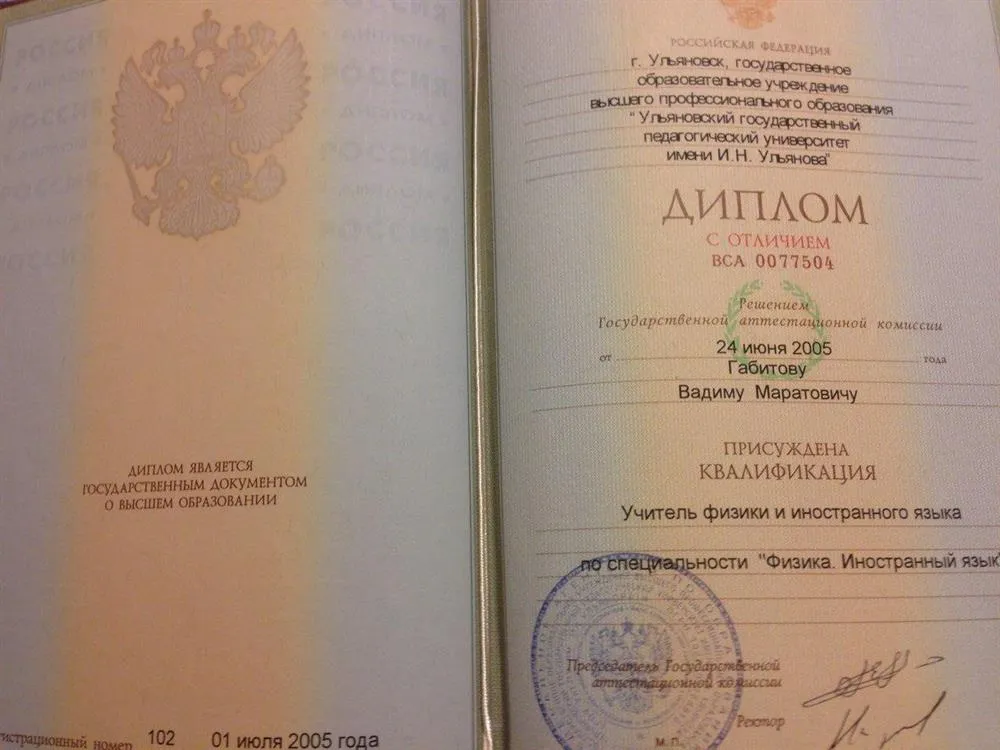 ДИПЛОМ ЯВЛЯЕТСЯ
ГОСУДАРСТВЕННЫМ ДОКУМЕНТОМ
О ВЫСШЕМ ОБРАЗОВАНИИ
гистрационный номер 102 01 июля 2005 года
РОССИЙСКАЯ ФЕДЕРАЦИЯ
г. Ульяновск, государственное
образовательное учреждение
высшего профессионального образования
" Ульяновский государственный
педагогический университет
имени И.Н. Ульянова"
ДИПЛОМ
С ОТЛИЧИЕМ
ВСА 0077504
Решением
Государственной аттестационной комиссии
от 24 июня 2005 года
Габитову
Вадиму Маратовичу
ПРИСУЖДЕНА
КВАЛИФИКАЦИЯ
Учитель физики и иностранного языка
по специальности "Физика. Иностранный язык"
Председатель Государственной
аттестационной комиссии
Ректор
М. П.